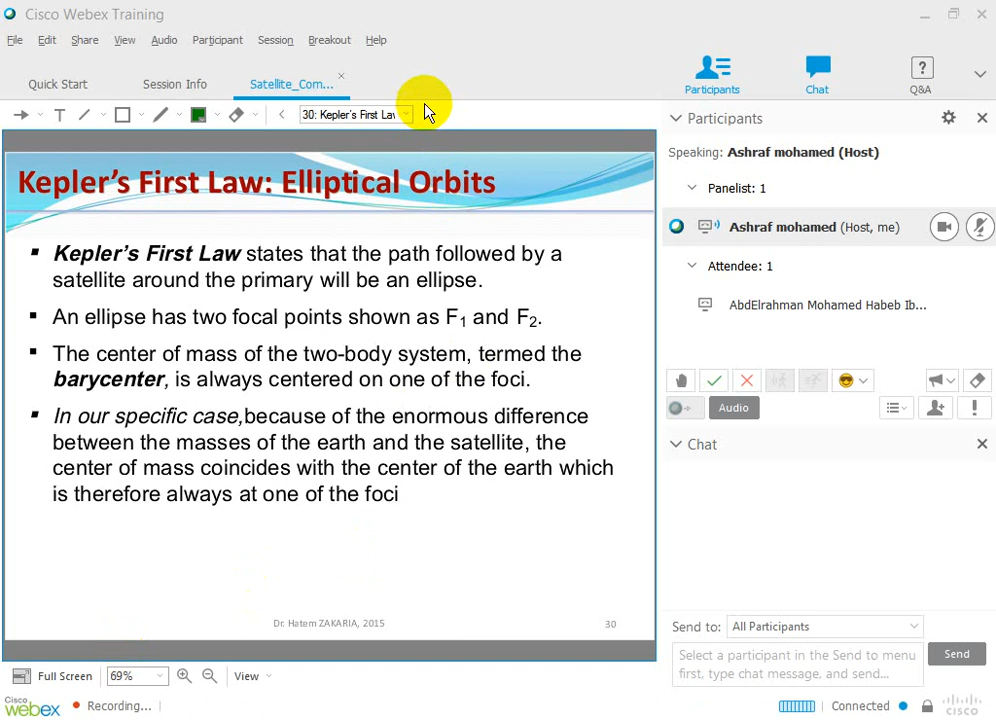 Cisco Webex Training
File Edit Share View Audio Participant Session Breakout Help
Quick Start Session Info Satellite_Com...
Participants Chat Q&A
T 30: Kepler's First Lav
Kepler's First Law: Elliptical Orbits
▪ Kepler's First Law states that the path followed by a
satellite around the primary will be an ellipse.
▪ An ellipse has two focal points shown as F1 and F2.
▪ The center of mass of the two-body system, termed the
barycenter, is always centered on one of the foci.
▪ In our specific case,because of the enormous difference
between the masses of the earth and the satellite, the
center of mass coincides with the center of the earth which
is therefore always at one of the foci
Dr. Hatem ZAKARIA, 2015 30
Full Screen 69% View
Cisco
webex Recording...
Participants
Speaking: Ashraf mohamed (Host)
Panelist: 1
Ashraf mohamed (Host, me)
Attendee: 1
AbdElrahman Mohamed Habeb Ib...
Audio
Chat
Send to: All Participants
Select a participant in the Send to menu
first, type chat message, and send...
Send
Connected
cisco